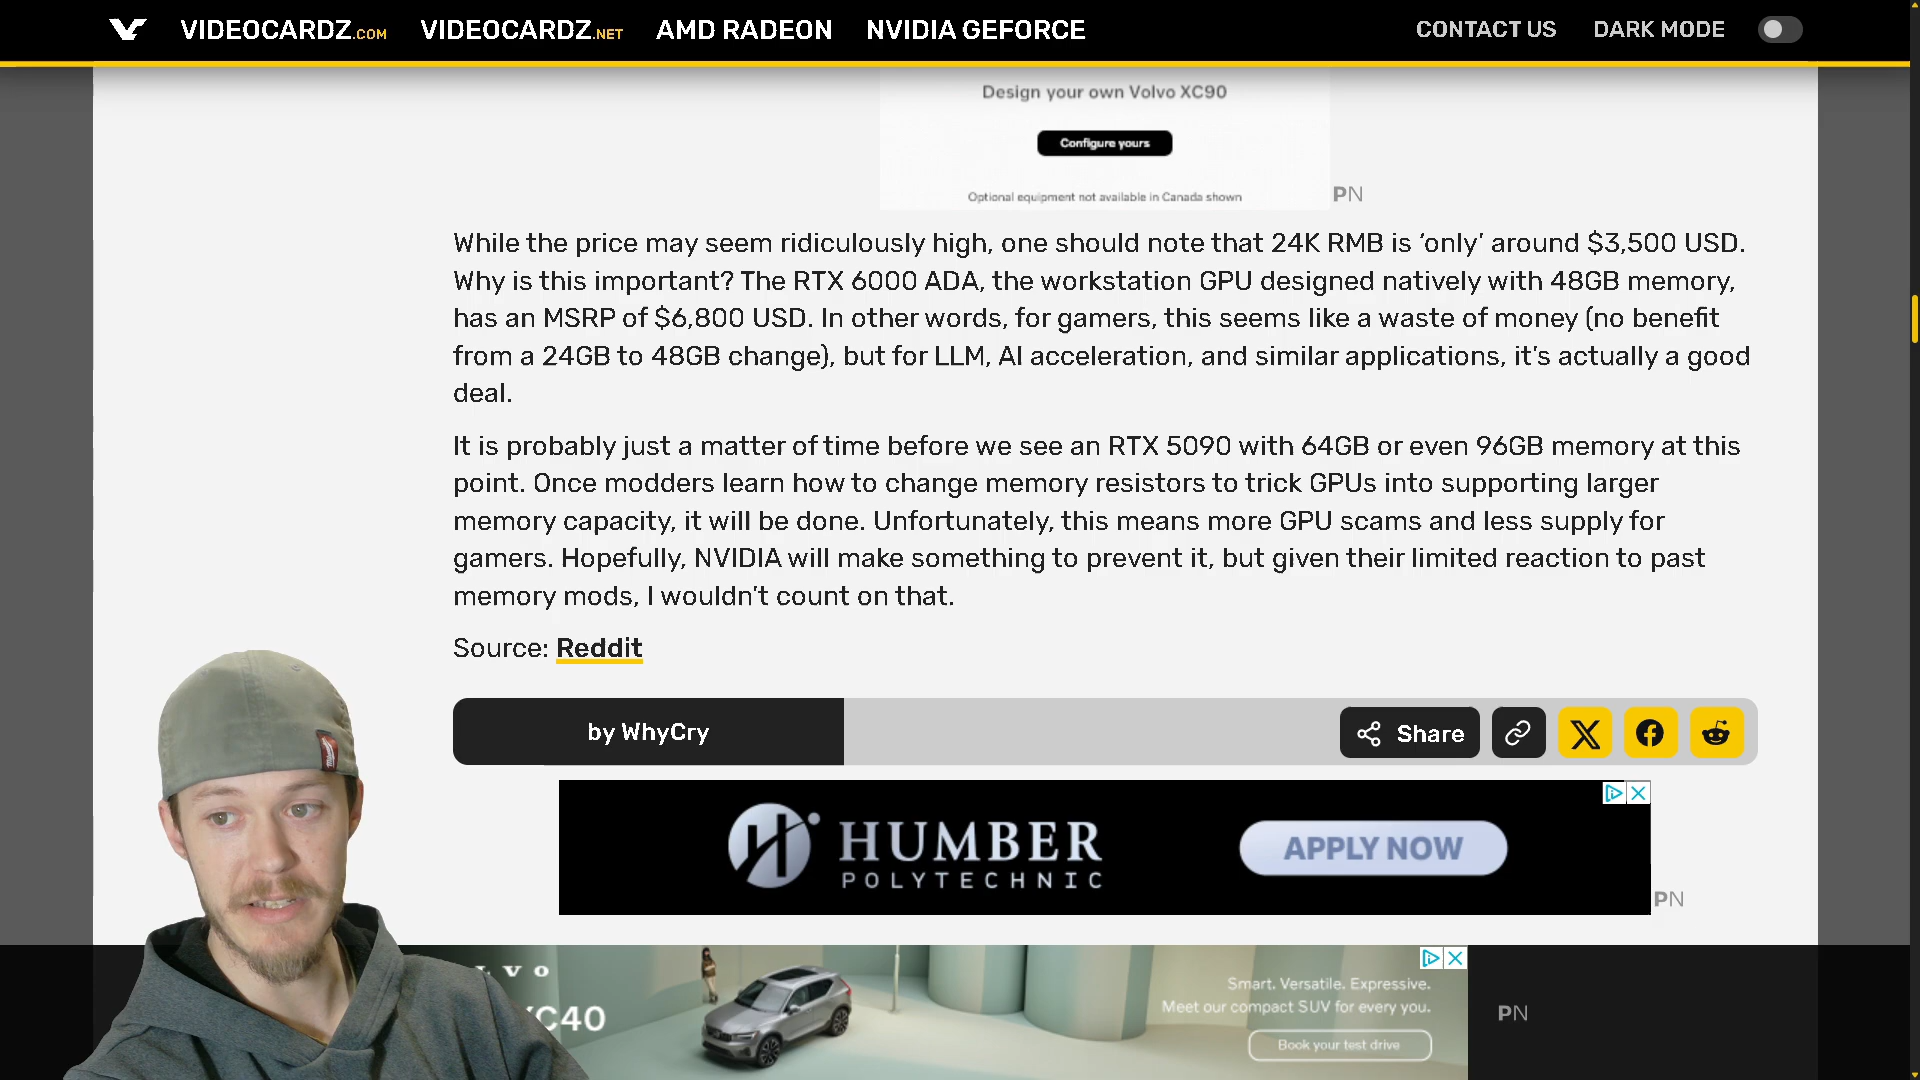 VIDEOCARDZ.COM VIDEOCARDZ.NET AMD RADEON NVIDIA GEFORCE CONTACT US DARK MODE
Design your own Volvo XC90
Configure yours
Optional equipment not available in Canada shown
PN
While the price may seem ridiculously high, one should note that 24K RMB is ‘only’ around $3,500 USD.
Why is this important? The RTX 6000 ADA, the workstation GPU designed natively with 48GB memory,
has an MSRP of $6,800 USD. In other words, for gamers, this seems like a waste of money (no benefit
from a 24GB to 48GB change), but for LLM, AI acceleration, and similar applications, it’s actually a good
deal.
It is probably just a matter of time before we see an RTX 5090 with 64GB or even 96GB memory at this
point. Once modders learn how to change memory resistors to trick GPUs into supporting larger
memory capacity, it will be done. Unfortunately, this means more GPU scams and less supply for
gamers. Hopefully, NVIDIA will make something to prevent it, but given their limited reaction to past
memory mods, I wouldn’t count on that.
Source: Reddit
by WhyCry
Share
HUMBER
POLYTECHNIC
APPLY NOW
PN
LVO
C40
Smart. Versatile. Expressive.
Meet our compact SUV for every you.
Book your test drive
PN